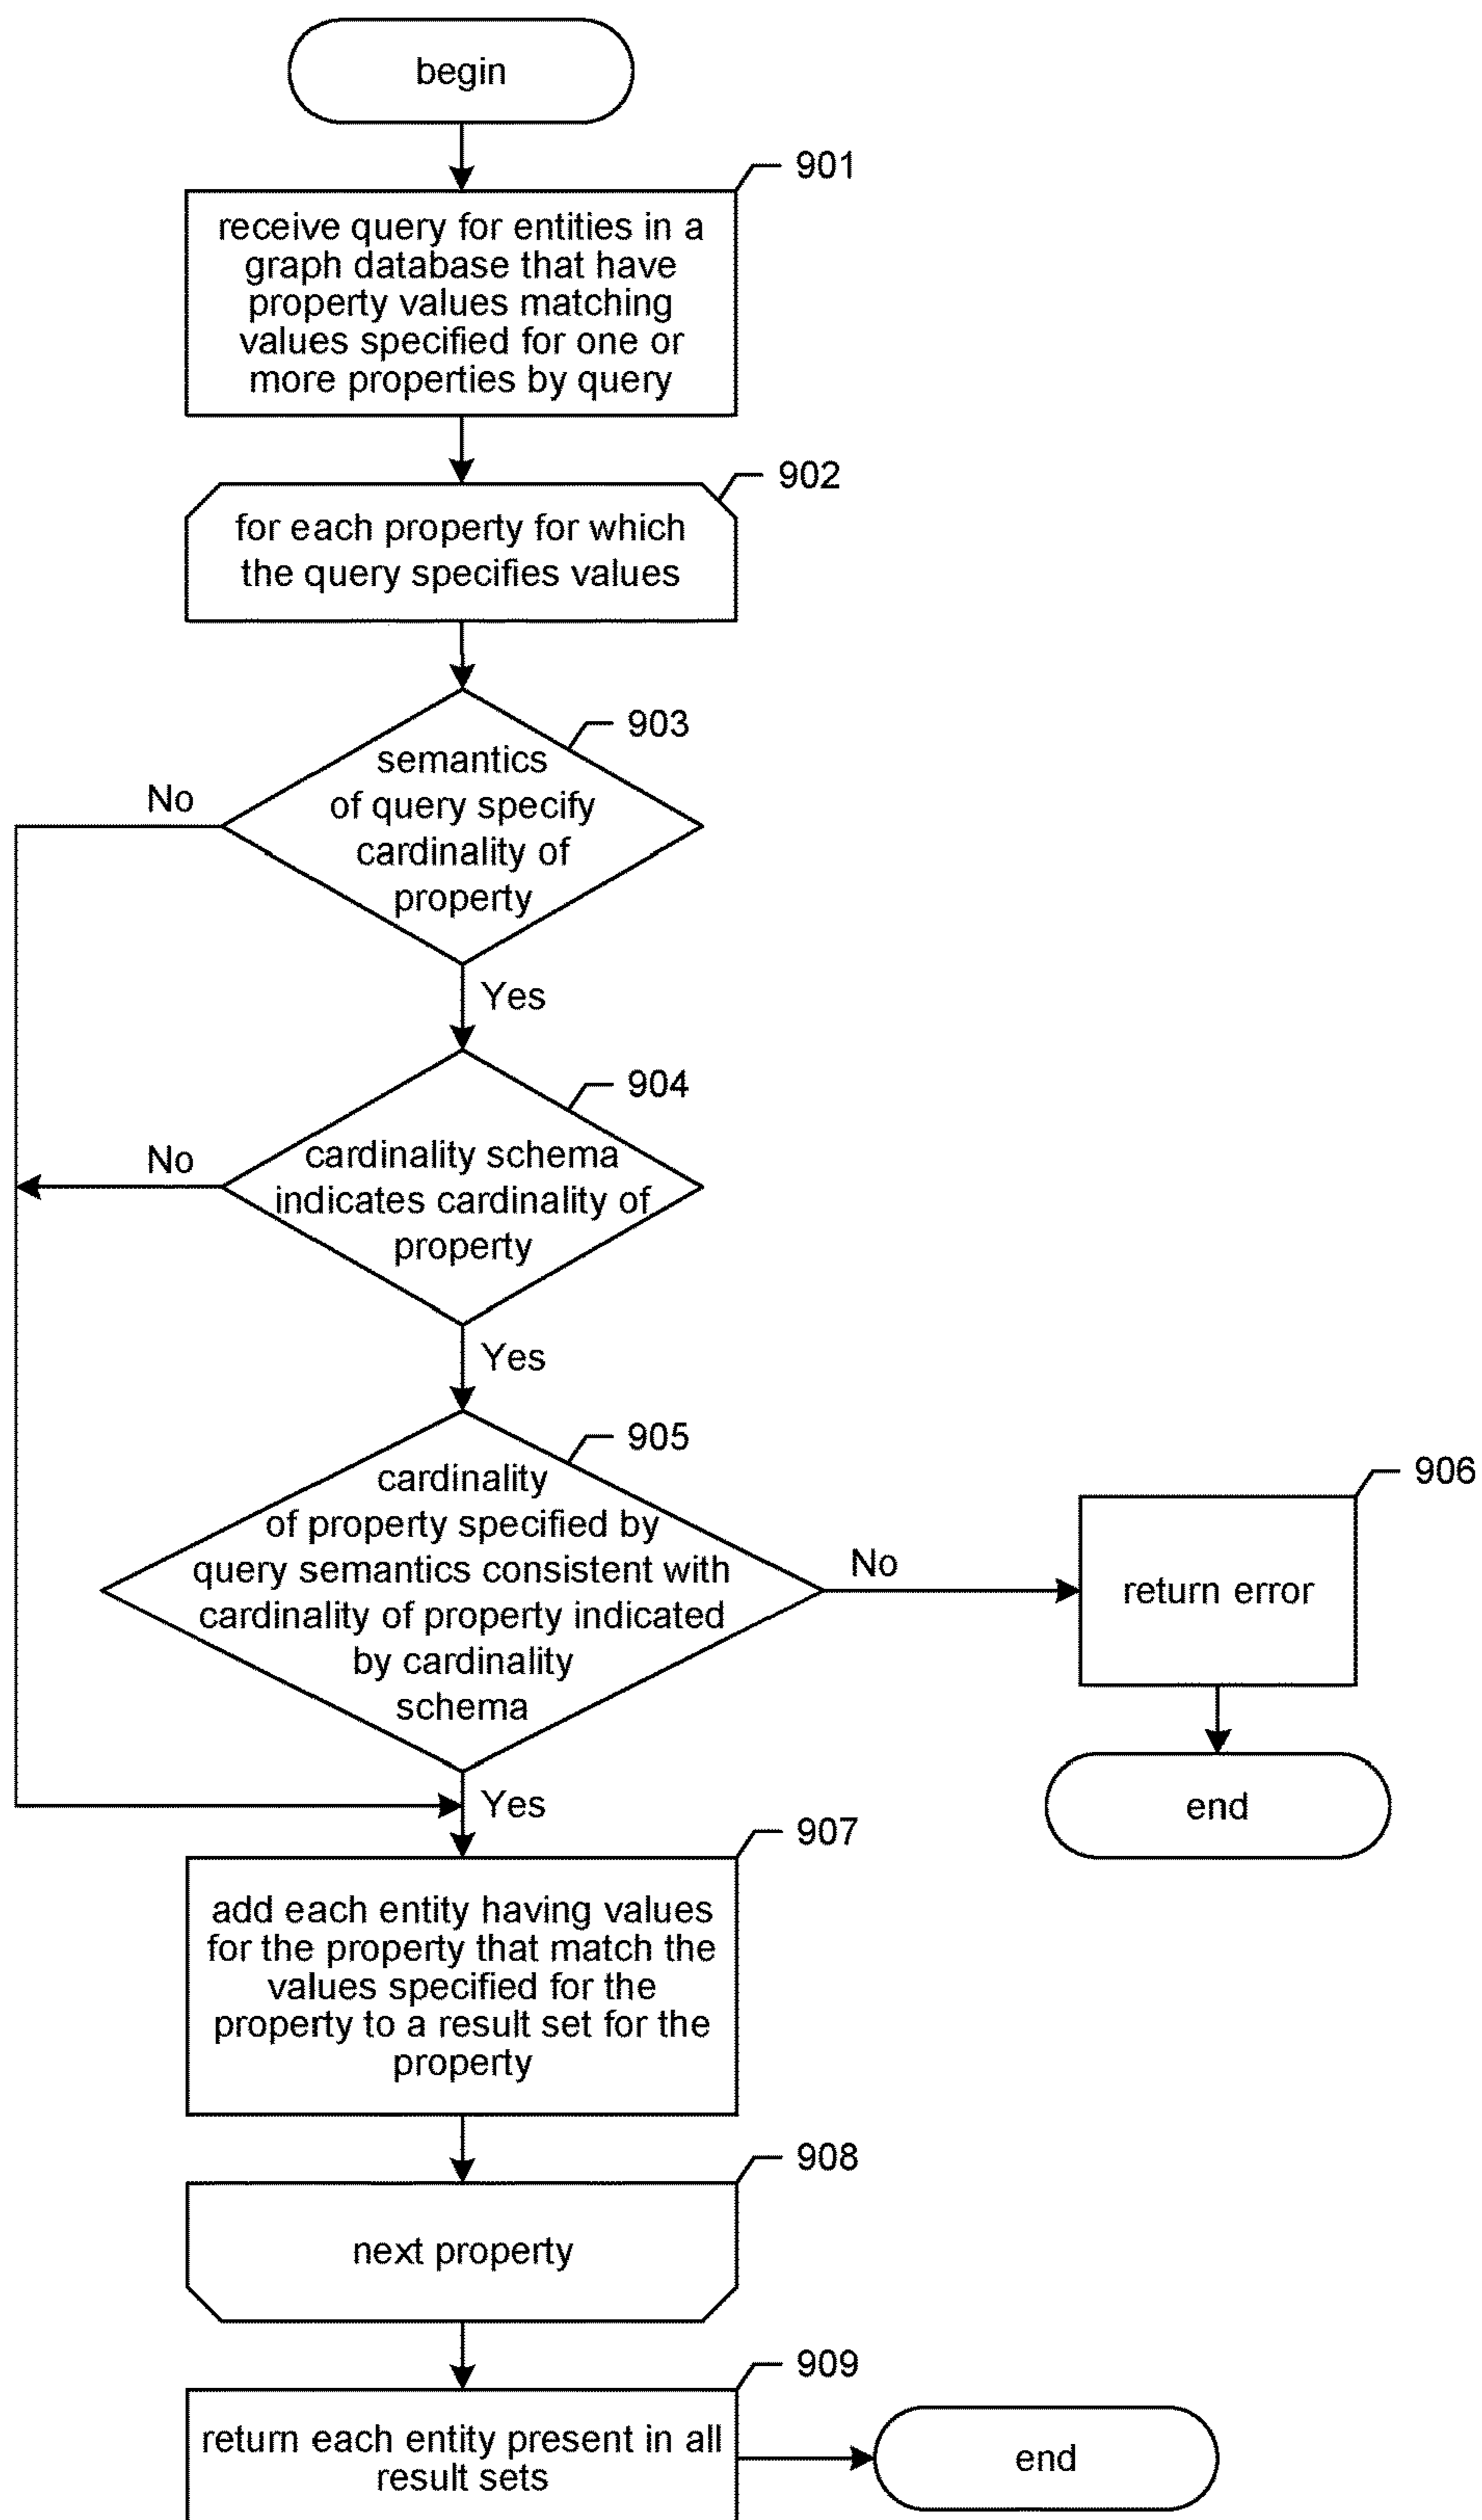 begin
901
receive query for entities in a
graph database that have
property values matching
values specified for one or
more properties by query
902
for each property for which
the query specifies values
903
semantics
of query specify
cardinality of
property
No
Yes
904
cardinality schema
indicates cardinality of
property
No
Yes
905
cardinality
of property specified by
query semantics consistent with
cardinality of property indicated
by cardinality
schema
No
906
return error
end
Yes
907
add each entity having values
for the property that match the
values specified for the
property to a result set for the
property
908
next property
909
return each entity present in all
result sets
end